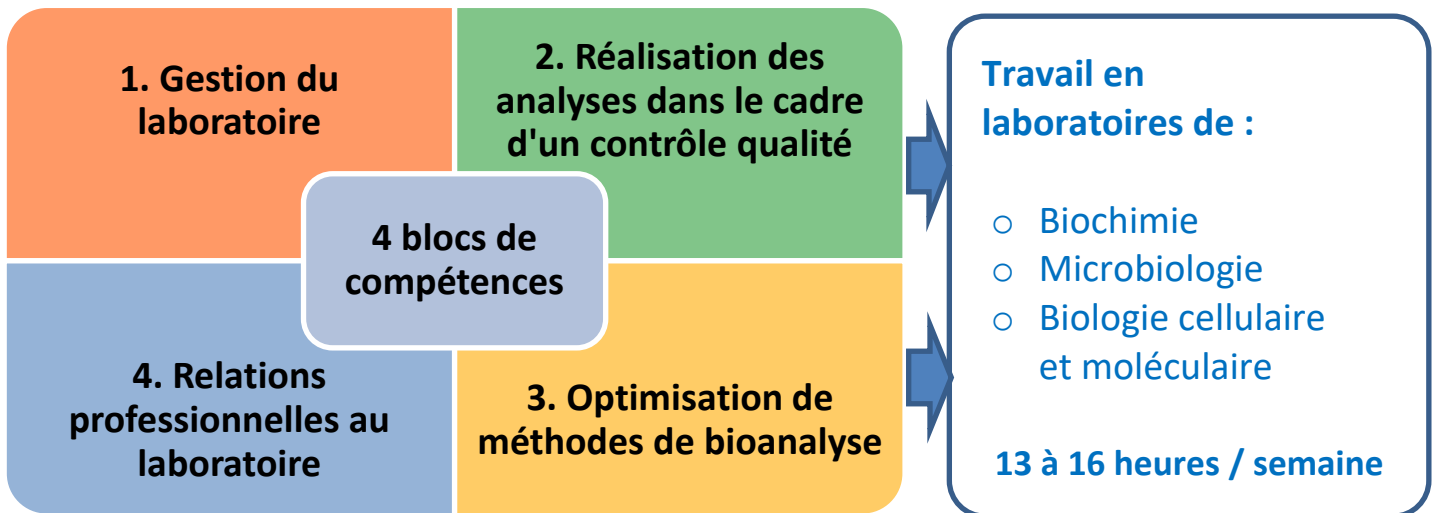 1. Gestion du
laboratoire
2. Réalisation des
analyses dans le cadre
d'un contrôle qualité
4 blocs de
compétences
4. Relations
professionnelles au
laboratoire
3. Optimisation de
méthodes de bioanalyse
Travail en
laboratoires de :
o Biochimie
o Microbiologie
o Biologie cellulaire
et moléculaire
13 à 16 heures / semaine